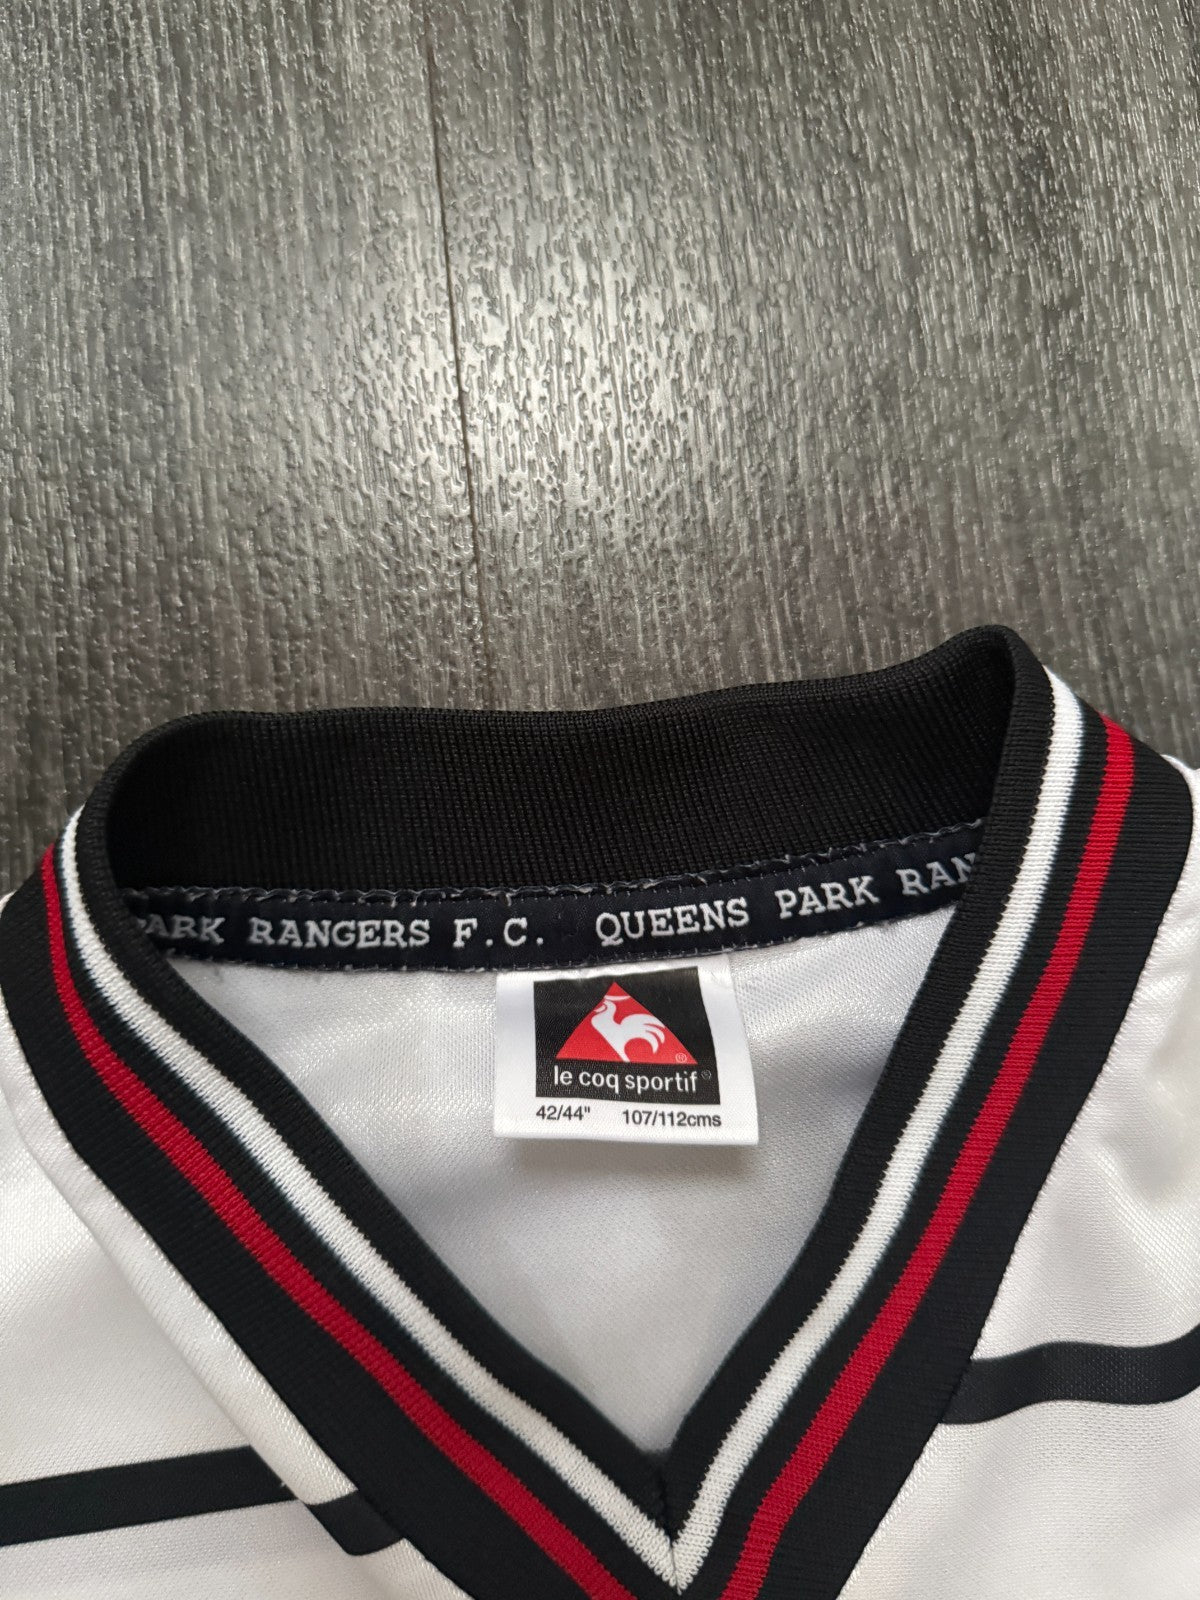 PARK RANGERS F.C. QUEENS PARK RAN
le coq sportif®
42/44" 107/112cms